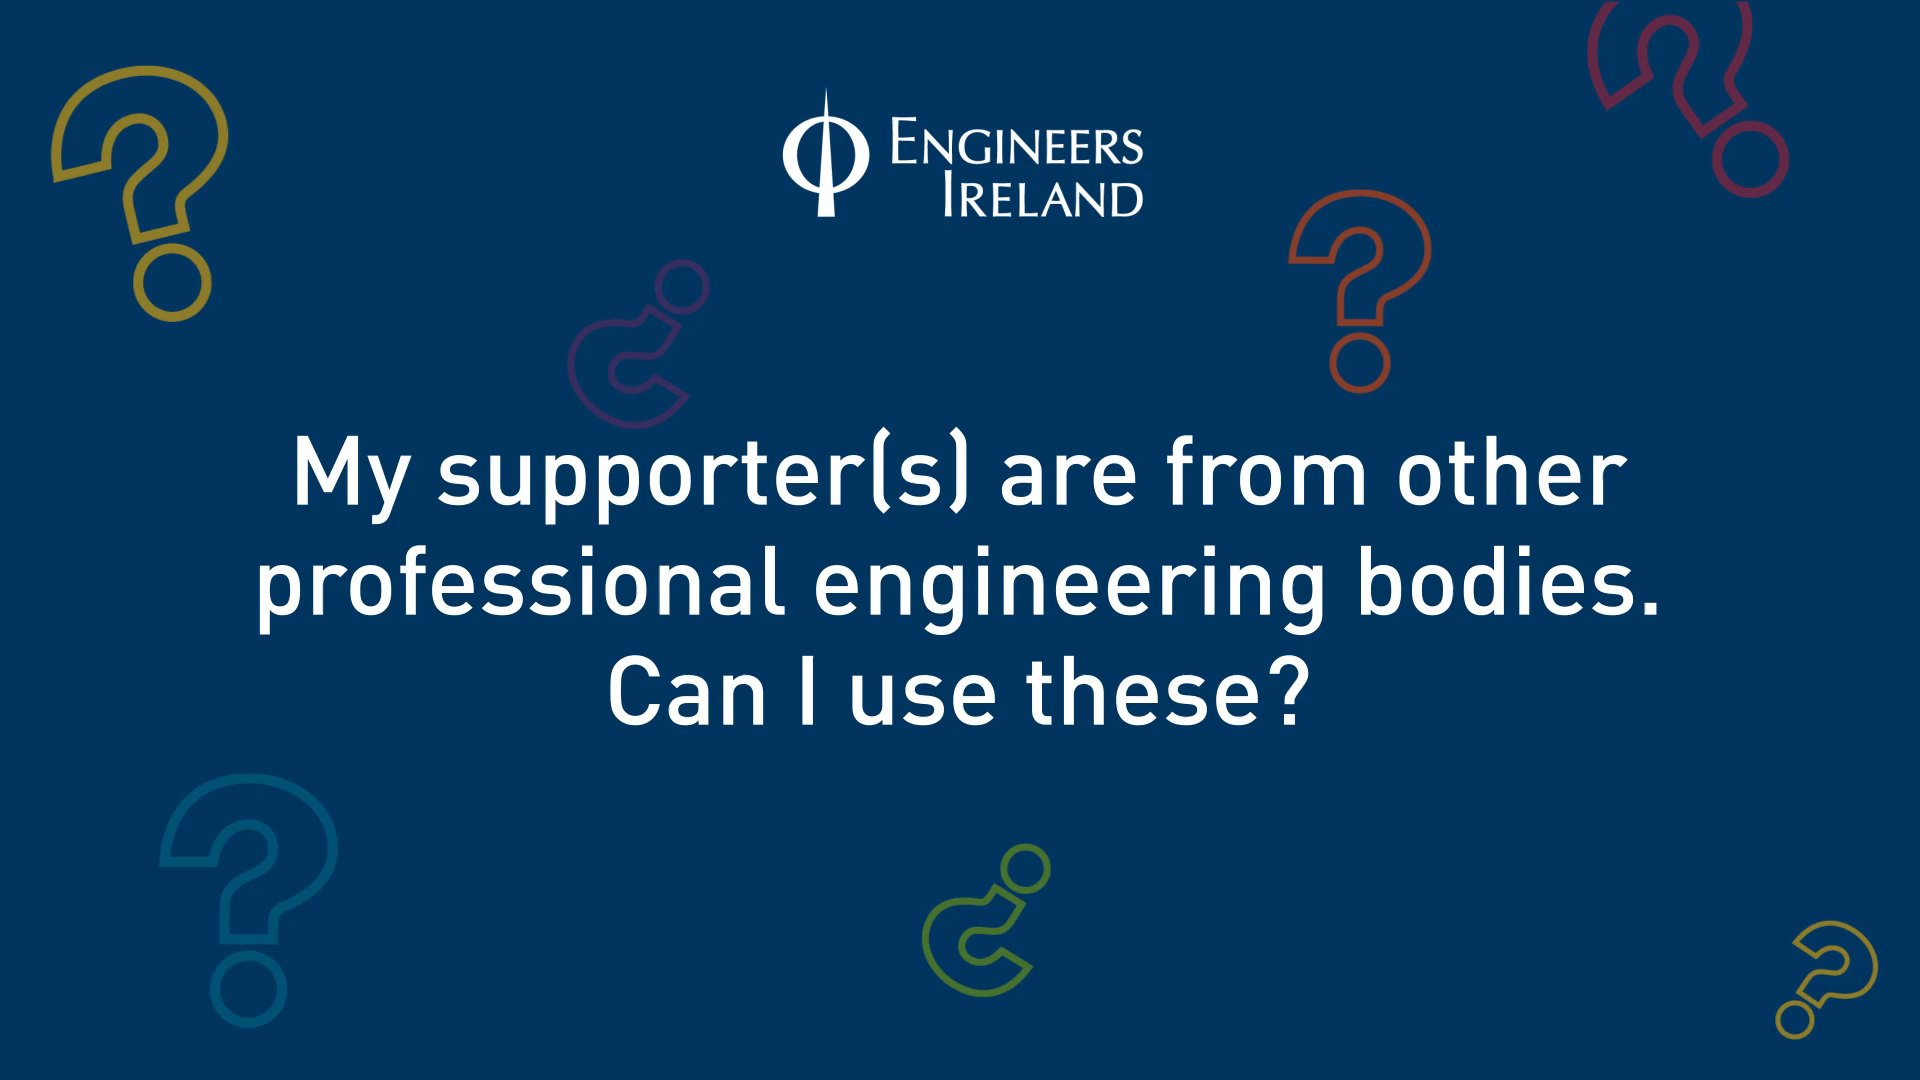 ENGINEERS
IRELAND
My supporter(s) are from other
professional engineering bodies.
Can I use these?